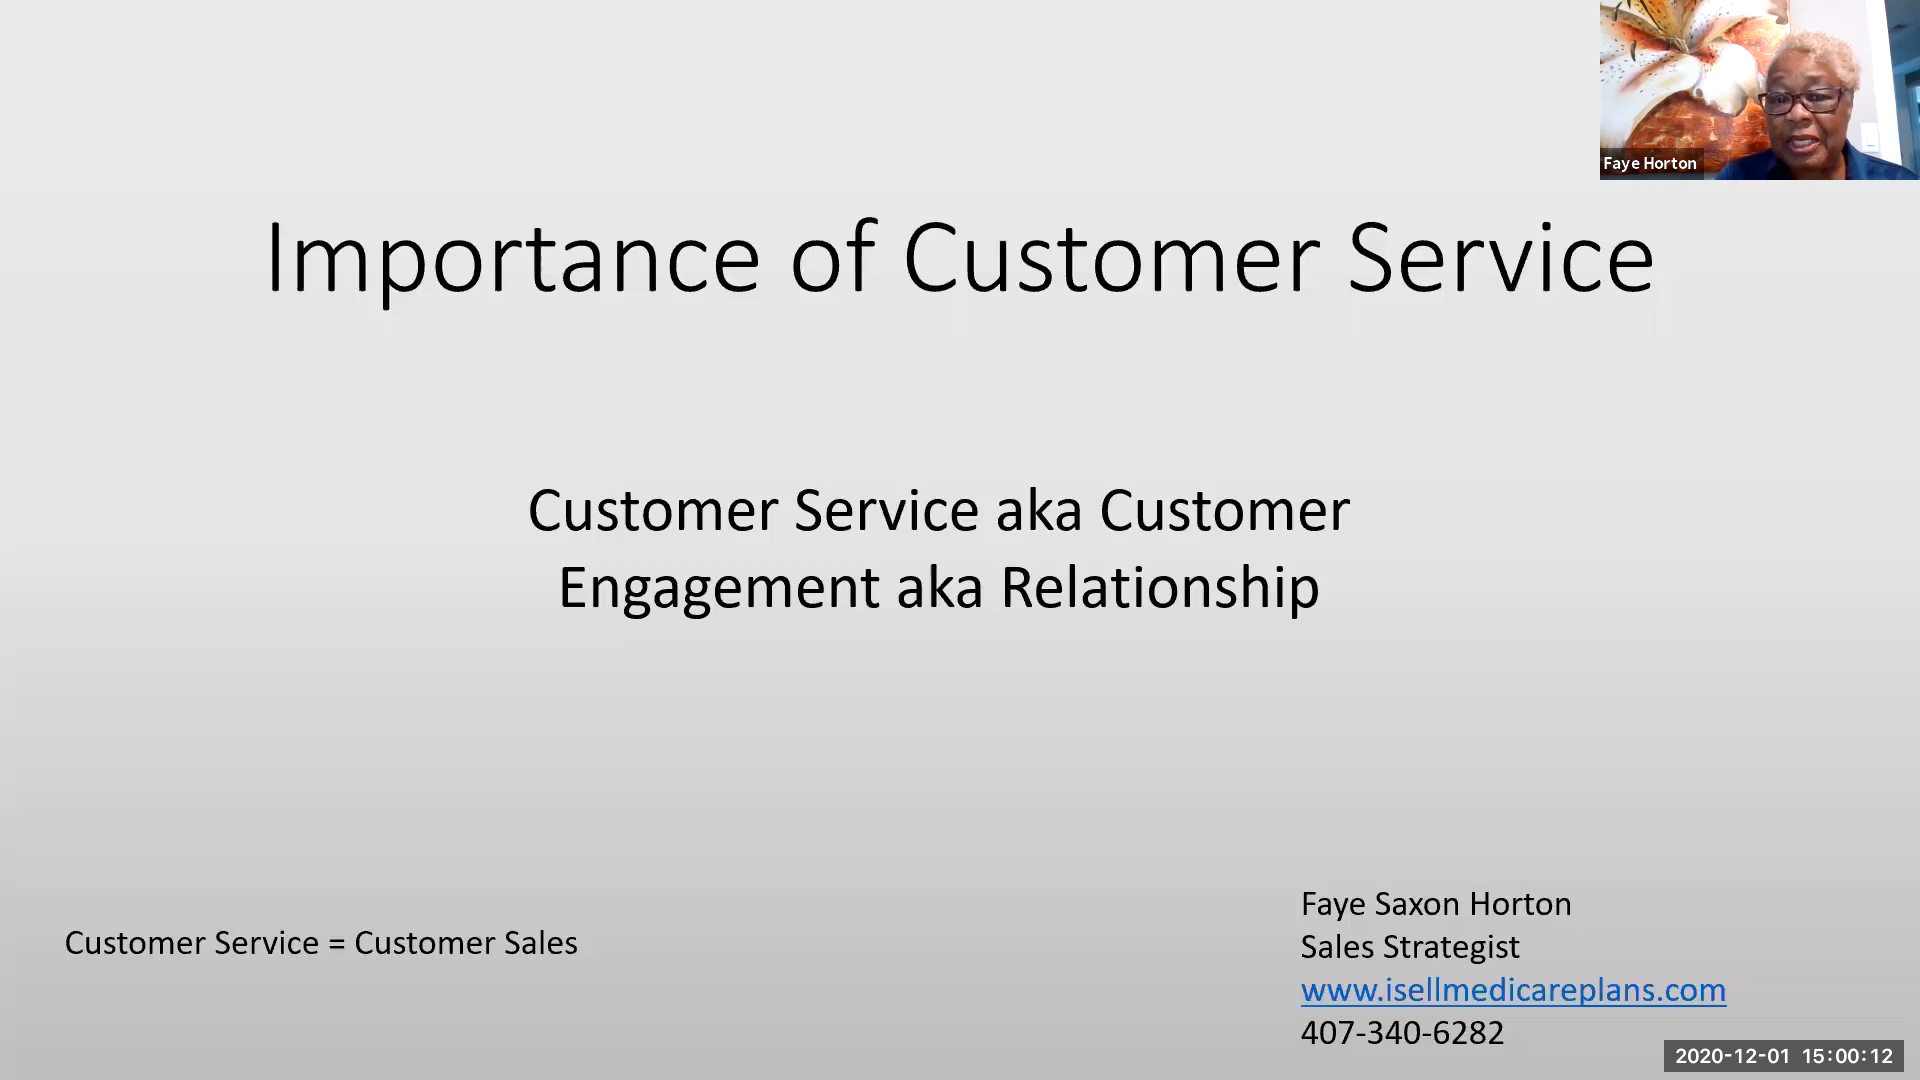 Faye Horton
Importance of Customer Service
Customer Service aka Customer
Engagement aka Relationship
Customer Service = Customer Sales
Faye Saxon Horton
Sales Strategist
www.isellmedicareplans.com
407-340-6282
2020-12-01 15:00:12